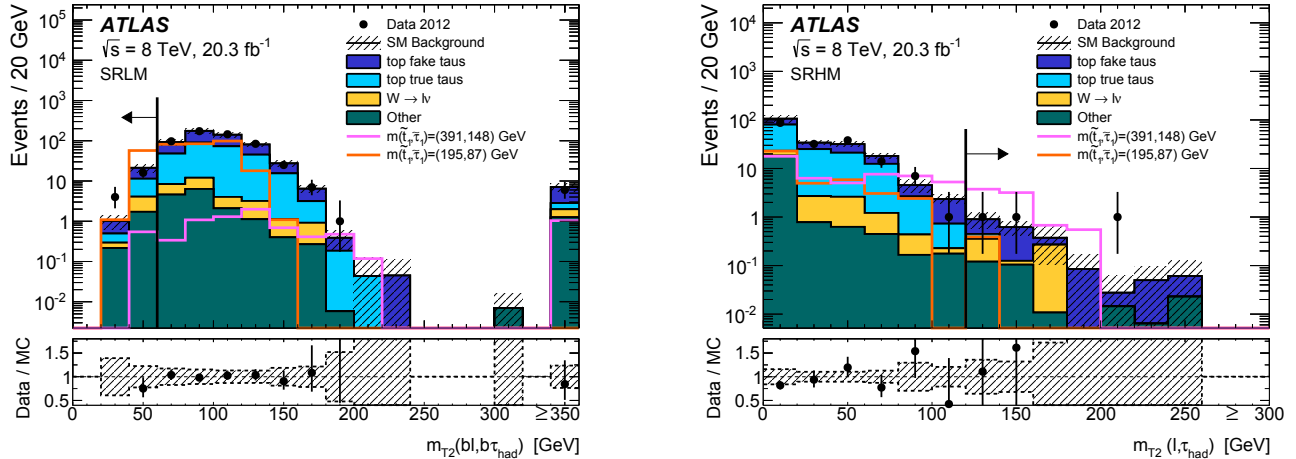 ATLAS
√s = 8 TeV, 20.3 fb⁻¹
SRLM
Data 2012
SM Background
top fake taus
top true taus
W → lν
Other
m(t̃₁,τ̃₁)=(391,148) GeV
m(t̃₁,τ̃₁)=(195,87) GeV
Events / 20 GeV
10⁵
10⁴
10³
10²
10
1
10⁻¹
10⁻²
Data / MC
1.5
1
0.5
0 50 100 150 200 250 300 ≥350
m_T2(bl,bτ_had) [GeV]
ATLAS
√s = 8 TeV, 20.3 fb⁻¹
SRHM
Data 2012
SM Background
top fake taus
top true taus
W → lν
Other
m(t̃₁,τ̃₁)=(391,148) GeV
m(t̃₁,τ̃₁)=(195,87) GeV
Events / 20 GeV
10⁴
10³
10²
10
1
10⁻¹
10⁻²
Data / MC
1.5
1
0.5
0 50 100 150 200 250 ≥ 300
m_T2 (l,τ_had) [GeV]